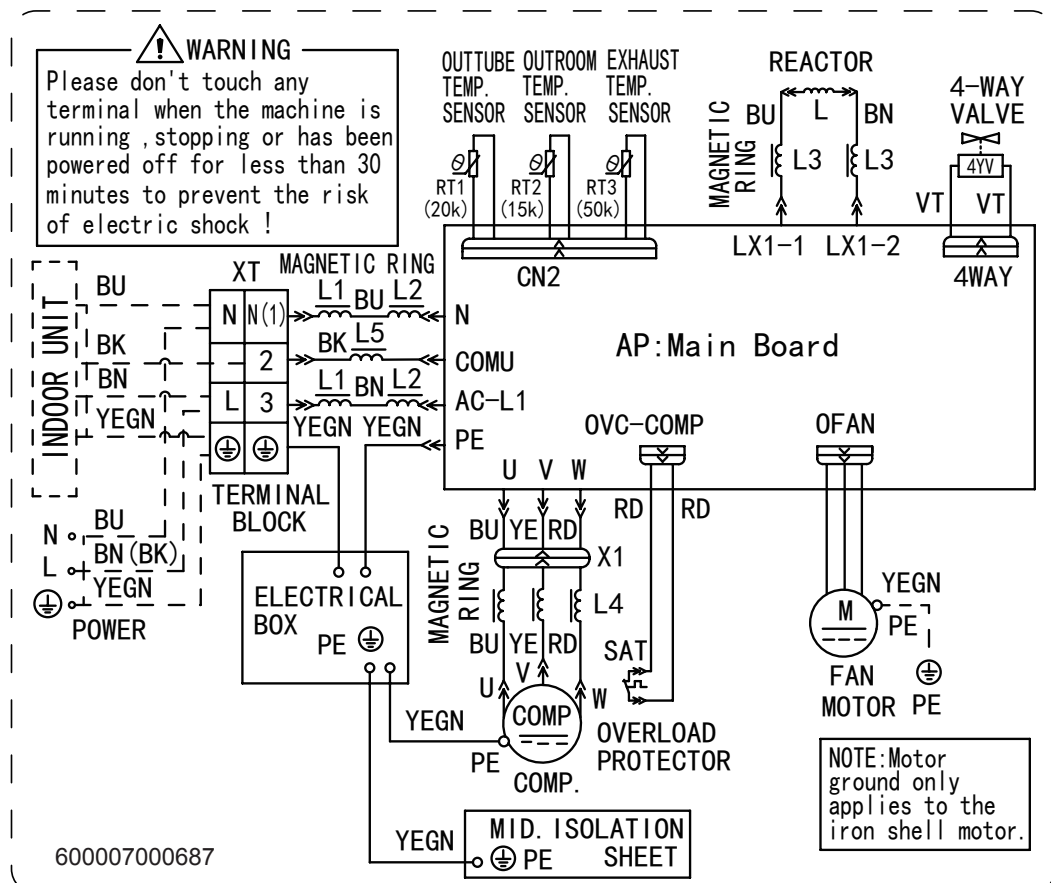 WARNING
Please don't touch any
terminal when the machine is
running ,stopping or has been
powered off for less than 30
minutes to prevent the risk
of electric shock !
OUTTUBE OUTROOM EXHAUST
TEMP. TEMP. TEMP.
SENSOR SENSOR SENSOR
RT1 RT2 RT3
(20k) (15k) (50k)
CN2
REACTOR
BU L BN
MAGNETIC
RING
L3 L3
LX1-1 LX1-2
4-WAY
VALVE
4YV
VT VT
4WAY
INDOOR UNIT
BU
BK
BN
YEGN
XT
N N(1)
2
L 3
TERMINAL
BLOCK
MAGNETIC RING
L1 BU L2
BK L5
L1 BN L2
YEGN YEGN
N
COMU
AC-L1
PE
AP:Main Board
OVC-COMP
OFAN
U V W
N BU
L BN(BK)
YEGN
POWER
ELECTRICAL
BOX
PE
MAGNETIC
RING
BU YE RD
X1
L4
BU YE RD
U V W
COMP
PE
COMP.
YEGN
RD RD
SAT
OVERLOAD
PROTECTOR
M
YEGN
PE
FAN
MOTOR PE
NOTE:Motor
ground only
applies to the
iron shell motor.
YEGN
MID. ISOLATION
PE SHEET
600007000687